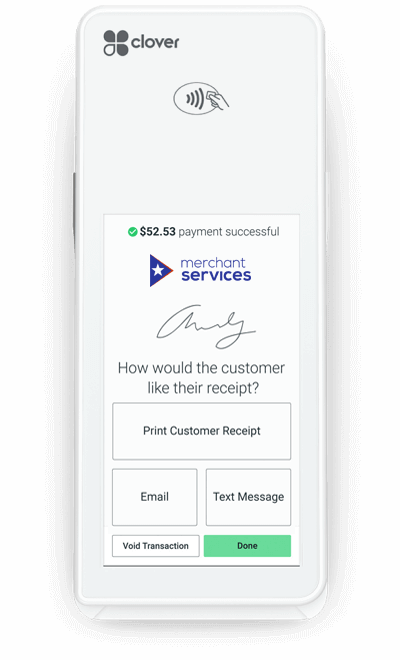 clover
$52.53 payment successful
merchant
services
How would the customer
like their receipt?
Print Customer Receipt
Email
Text Message
Void Transaction
Done